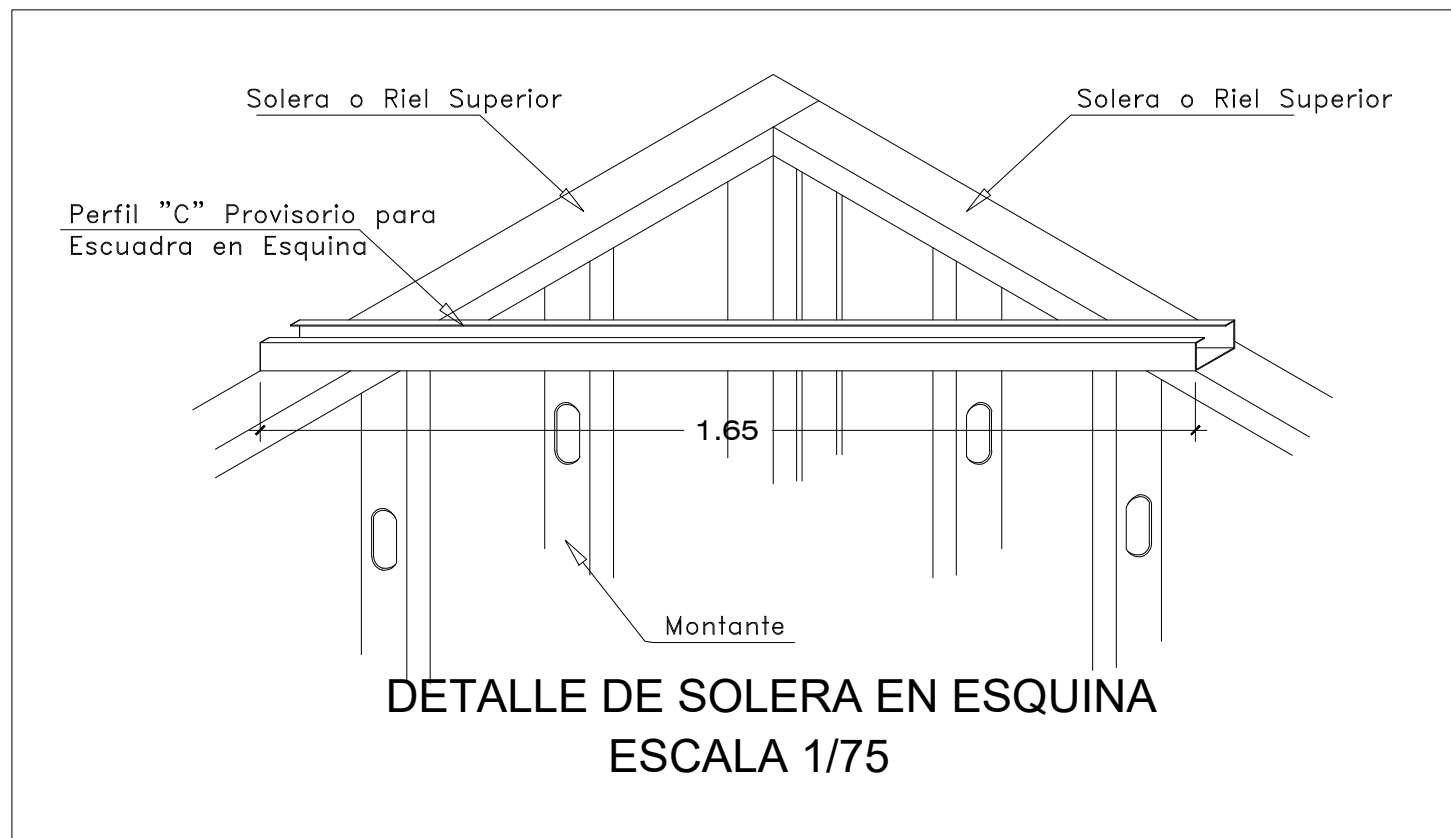 Solera o Riel Superior
Solera o Riel Superior
Perfil "C" Provisorio para
Escuadra en Esquina
1.65
Montante
DETALLE DE SOLERA EN ESQUINA
ESCALA 1/75